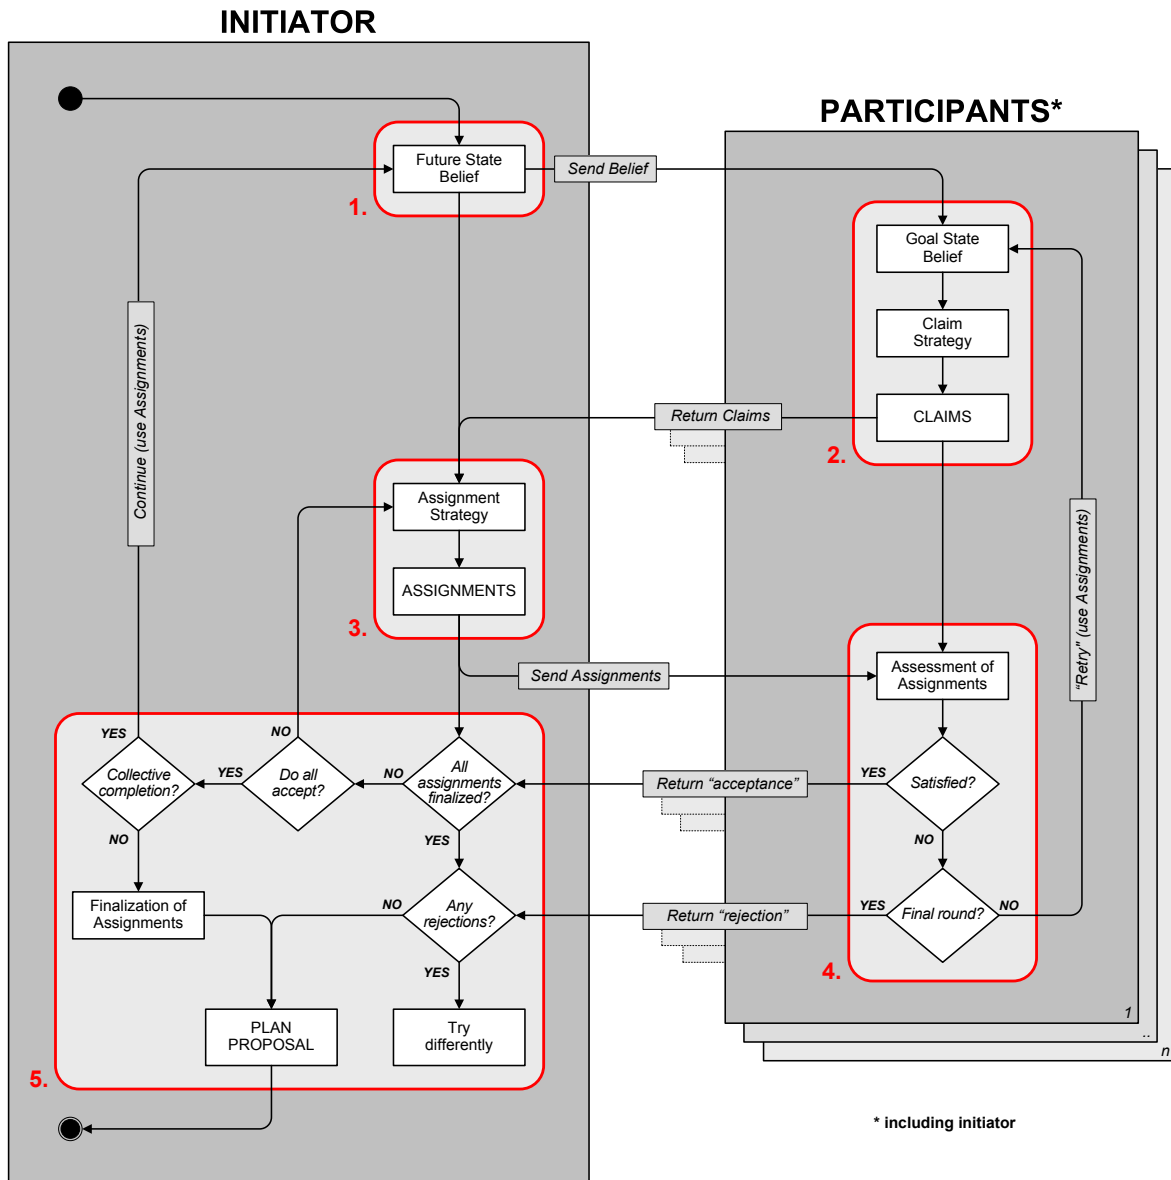 INITIATOR
PARTICIPANTS*
Future State
Belief
1.
Send Belief
Goal State
Belief
Claim
Strategy
CLAIMS
2.
Return Claims
Continue (use Assignments)
Assignment
Strategy
ASSIGNMENTS
3.
Send Assignments
Assessment of
Assignments
"Retry" (use Assignments)
YES
Collective
completion?
NO
YES
NO
Do all
accept?
NO
All
assignments
finalized?
YES
Return "acceptance"
YES
Satisfied?
NO
Finalization of
Assignments
NO
Any
rejections?
YES
Return "rejection"
YES
Final round?
NO
4.
PLAN
PROPOSAL
Try
differently
5.
1
..
n
* including initiator